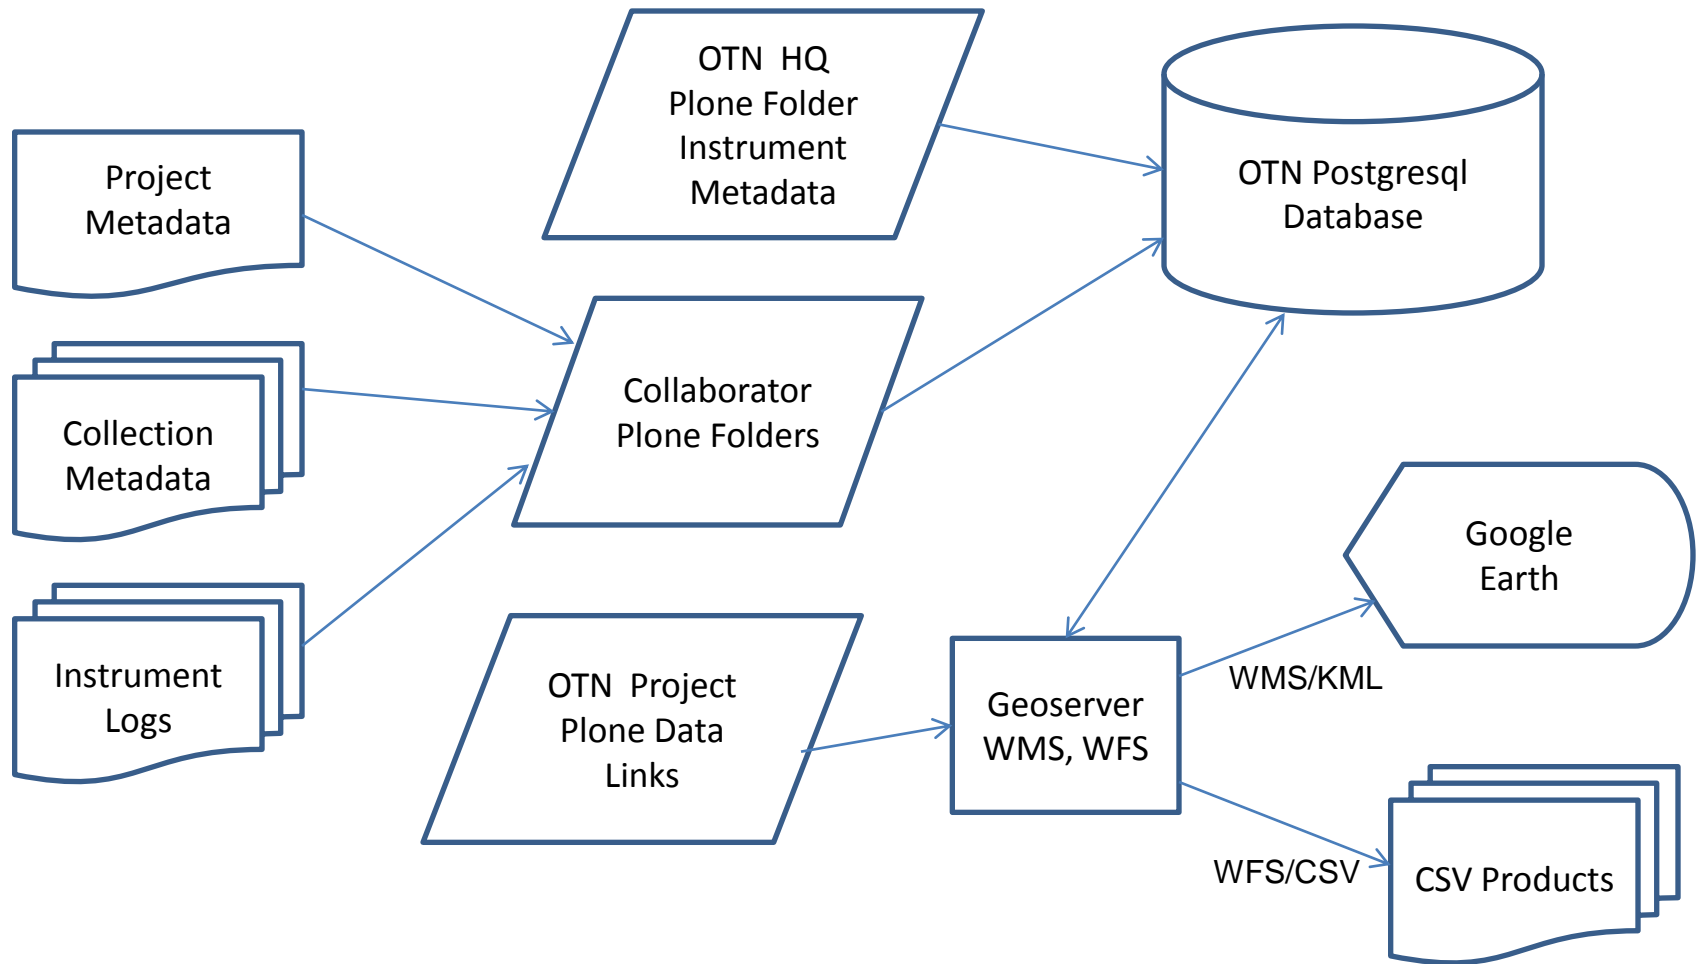 OTN HQ
Plone Folder
Instrument
Metadata
OTN Postgresql
Database
Project
Metadata
Collaborator
Plone Folders
Collection
Metadata
Google
Earth
Instrument
Logs
OTN Project
Plone Data
Links
Geoserver
WMS, WFS
WMS/KML
WFS/CSV
CSV Products